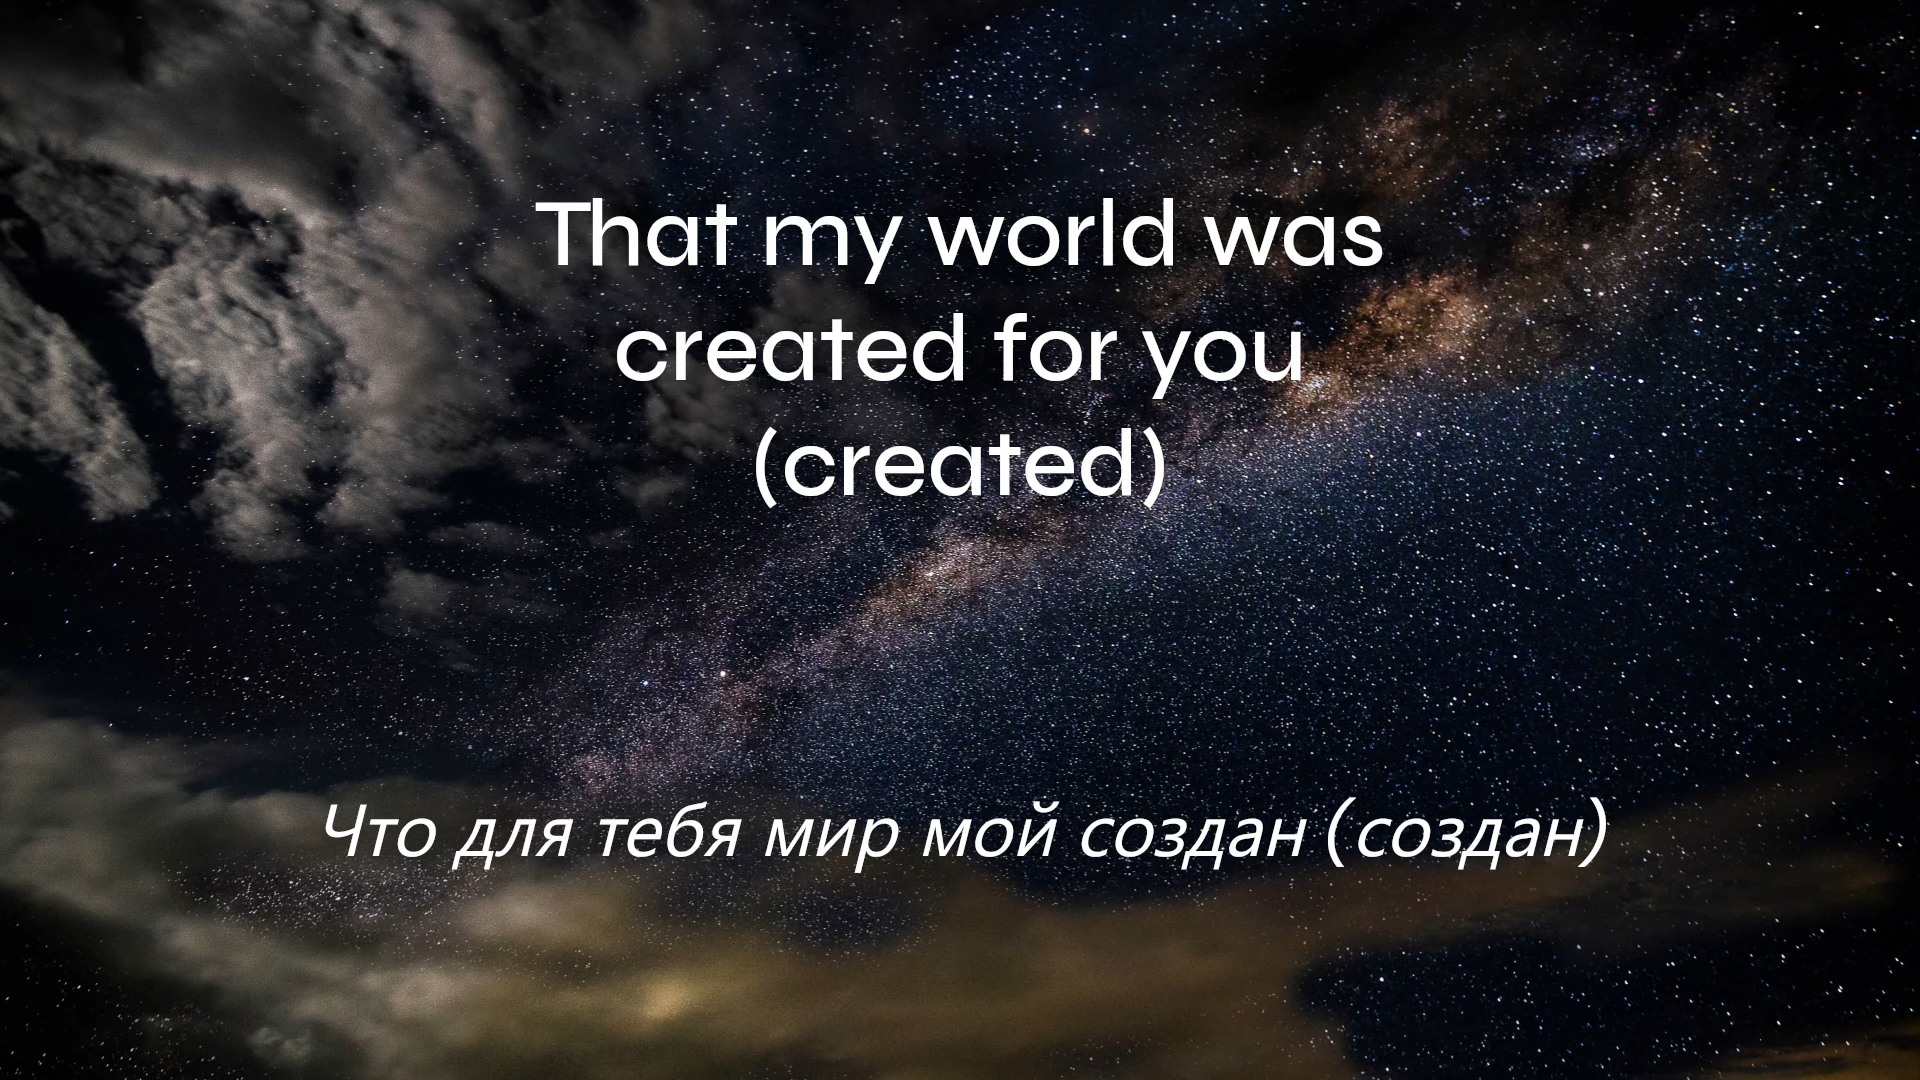 That my world was
created for you
(created)
Что для тебя мир мой создан (создан)